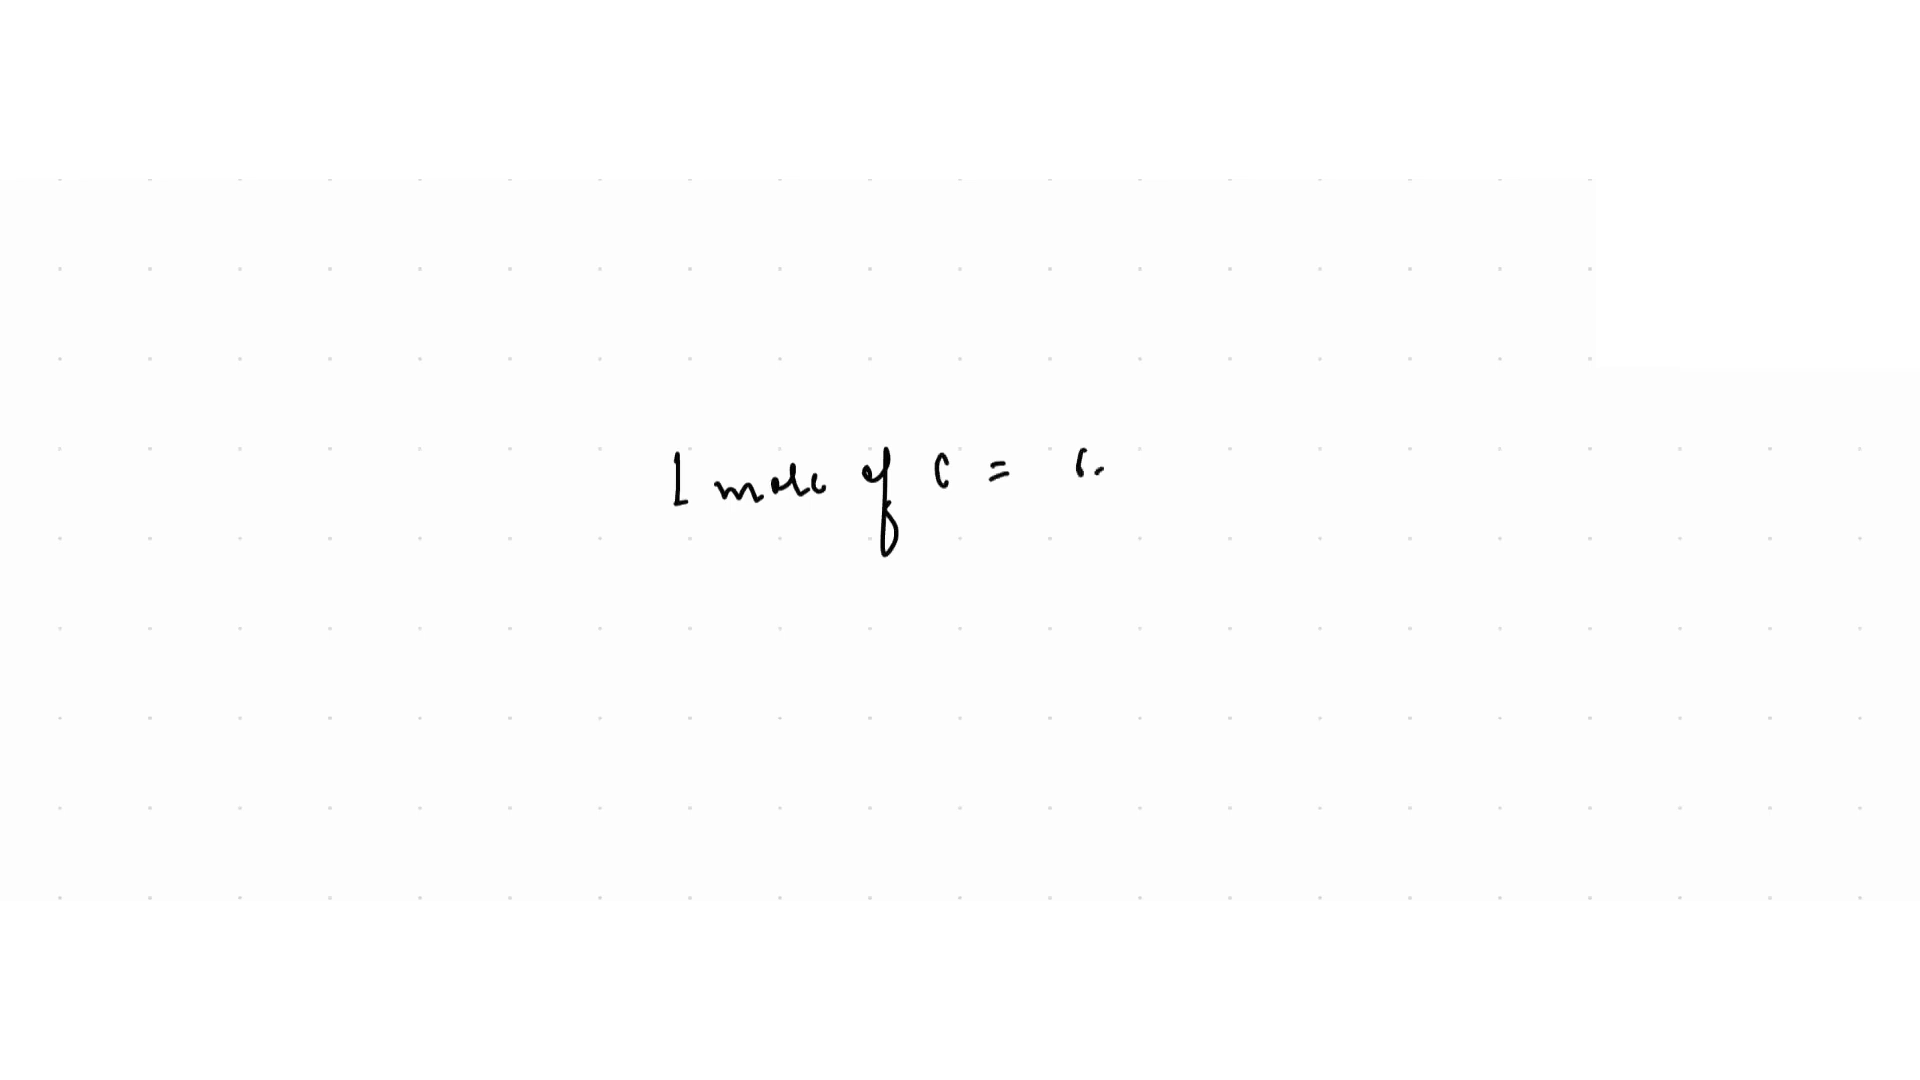 1 mole of C = 6.